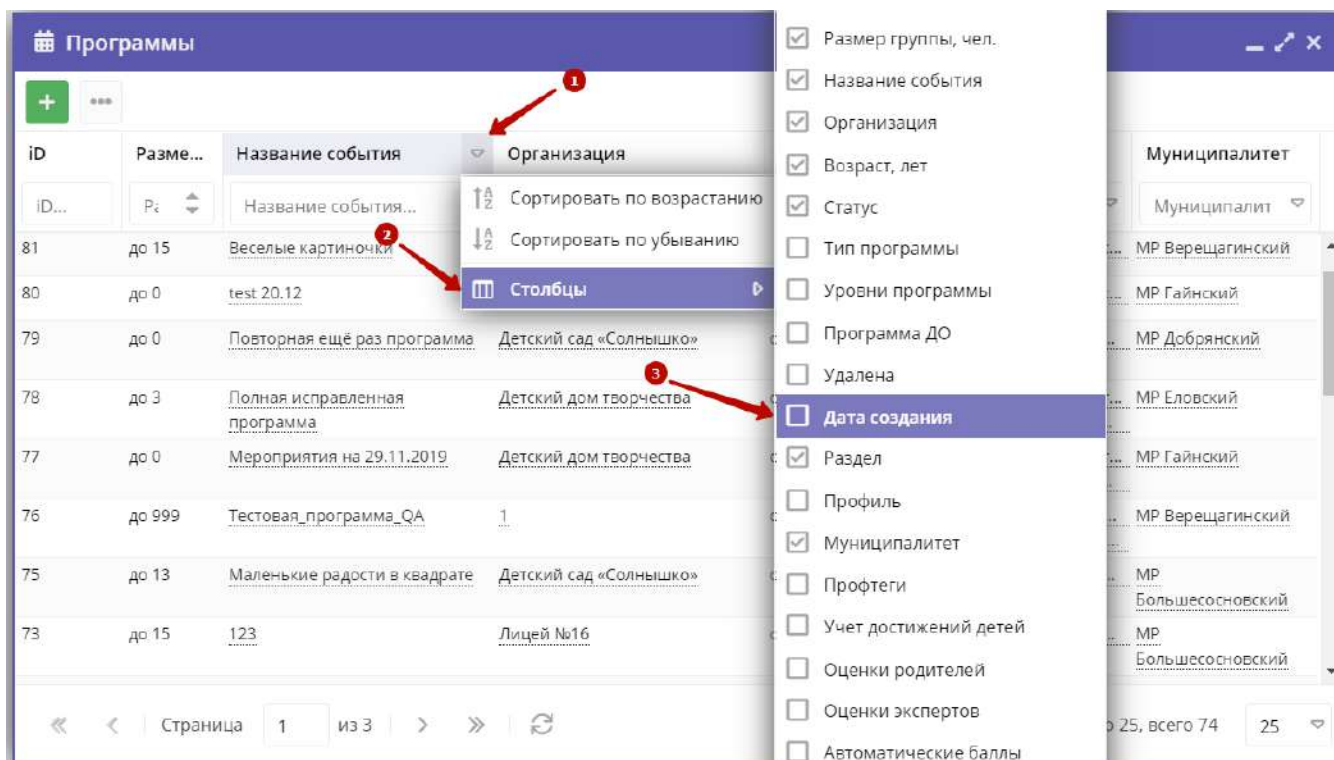 Программы
1
iD
Разме...
Название события
Организация
Муниципалитет
iD...
Название события...
Муниципалит
Сортировать по возрастанию
Сортировать по убыванию
2
Столбцы
81
до 15
Веселые картиночки
МР Верещагинский
80
до 0
test 20.12
МР Гайнский
79
до 0
Повторная ещё раз программа
Детский сад «Солнышко»
МР Добрянский
3
78
до 3
Полная исправленная
программа
Детский дом творчества
МР Еловский
77
до 0
Мероприятия на 29.11.2019
Детский дом творчества
МР Гайнский
76
до 999
Тестовая_программа_QA
1
МР Верещагинский
75
до 13
Маленькие радости в квадрате
Детский сад «Солнышко»
МР
Большесосновский
73
до 15
123
Лицей №16
МР
Большесосновский
Размер группы, чел.
Название события
Организация
Возраст, лет
Статус
Тип программы
Уровни программы
Программа ДО
Удалена
Дата создания
Раздел
Профиль
Муниципалитет
Профтеги
Учет достижений детей
Оценки родителей
Оценки экспертов
Автоматические баллы
Страница
1
из 3
25, всего 74
25